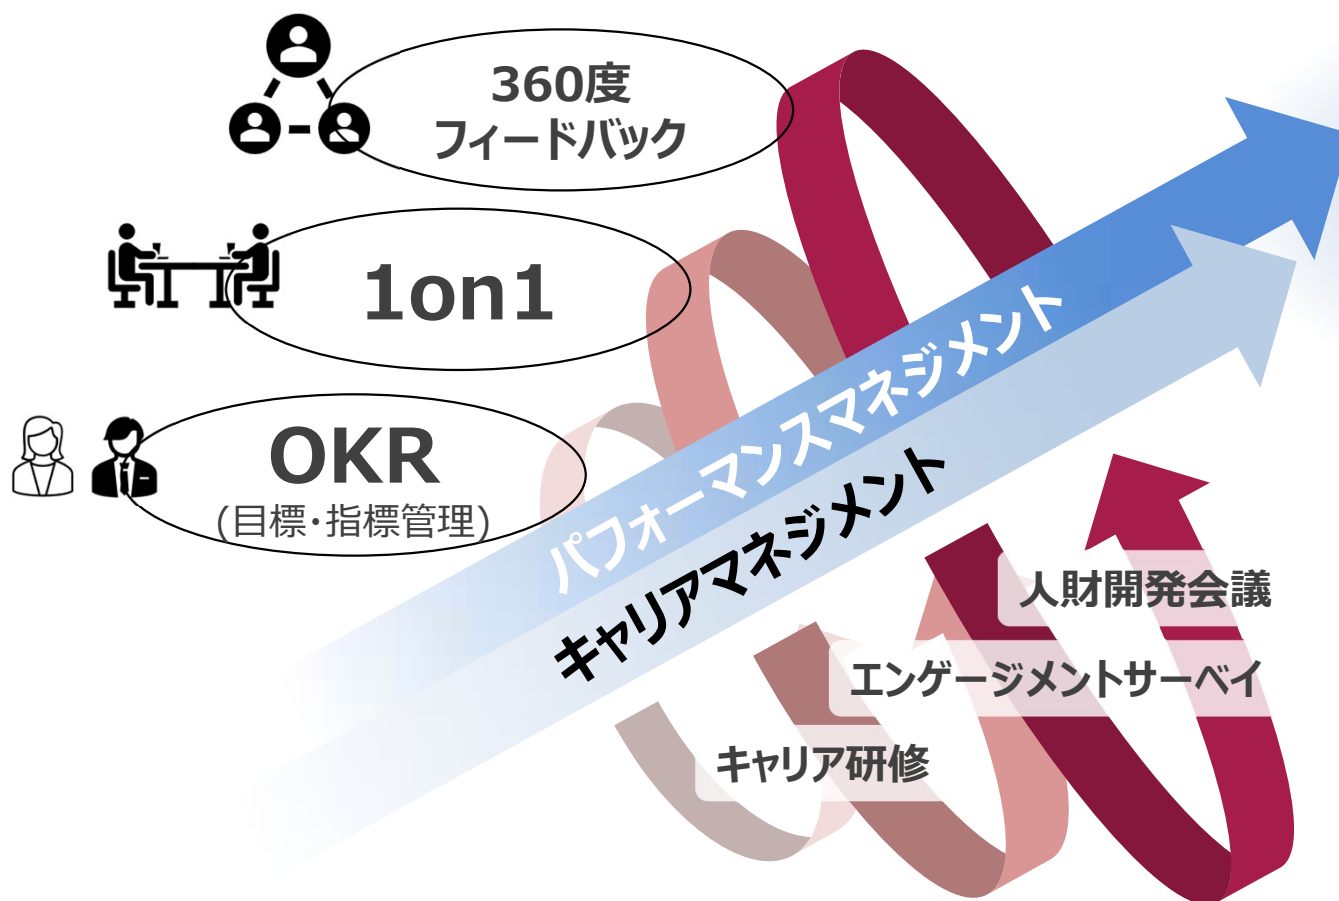 360度
フィードバック
1on1
OKR
(目標・指標管理)
パフォーマンスマネジメント
キャリアマネジメント
人財開発会議
エンゲージメントサーベイ
キャリア研修